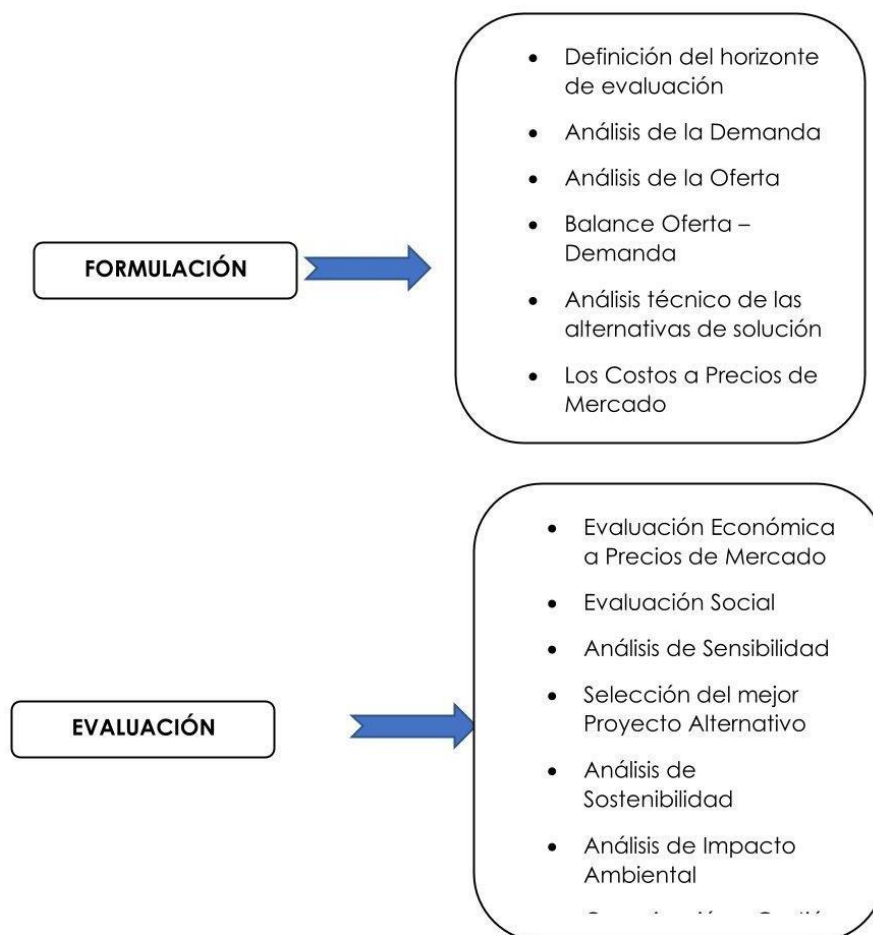 • Definición del horizonte
de evaluación
• Análisis de la Demanda
• Análisis de la Oferta
• Balance Oferta –
Demanda
• Análisis técnico de las
alternativas de solución
• Los Costos a Precios de
Mercado
FORMULACIÓN
• Evaluación Económica
a Precios de Mercado
• Evaluación Social
• Análisis de Sensibilidad
• Selección del mejor
Proyecto Alternativo
• Análisis de
Sostenibilidad
• Análisis de Impacto
Ambiental
EVALUACIÓN